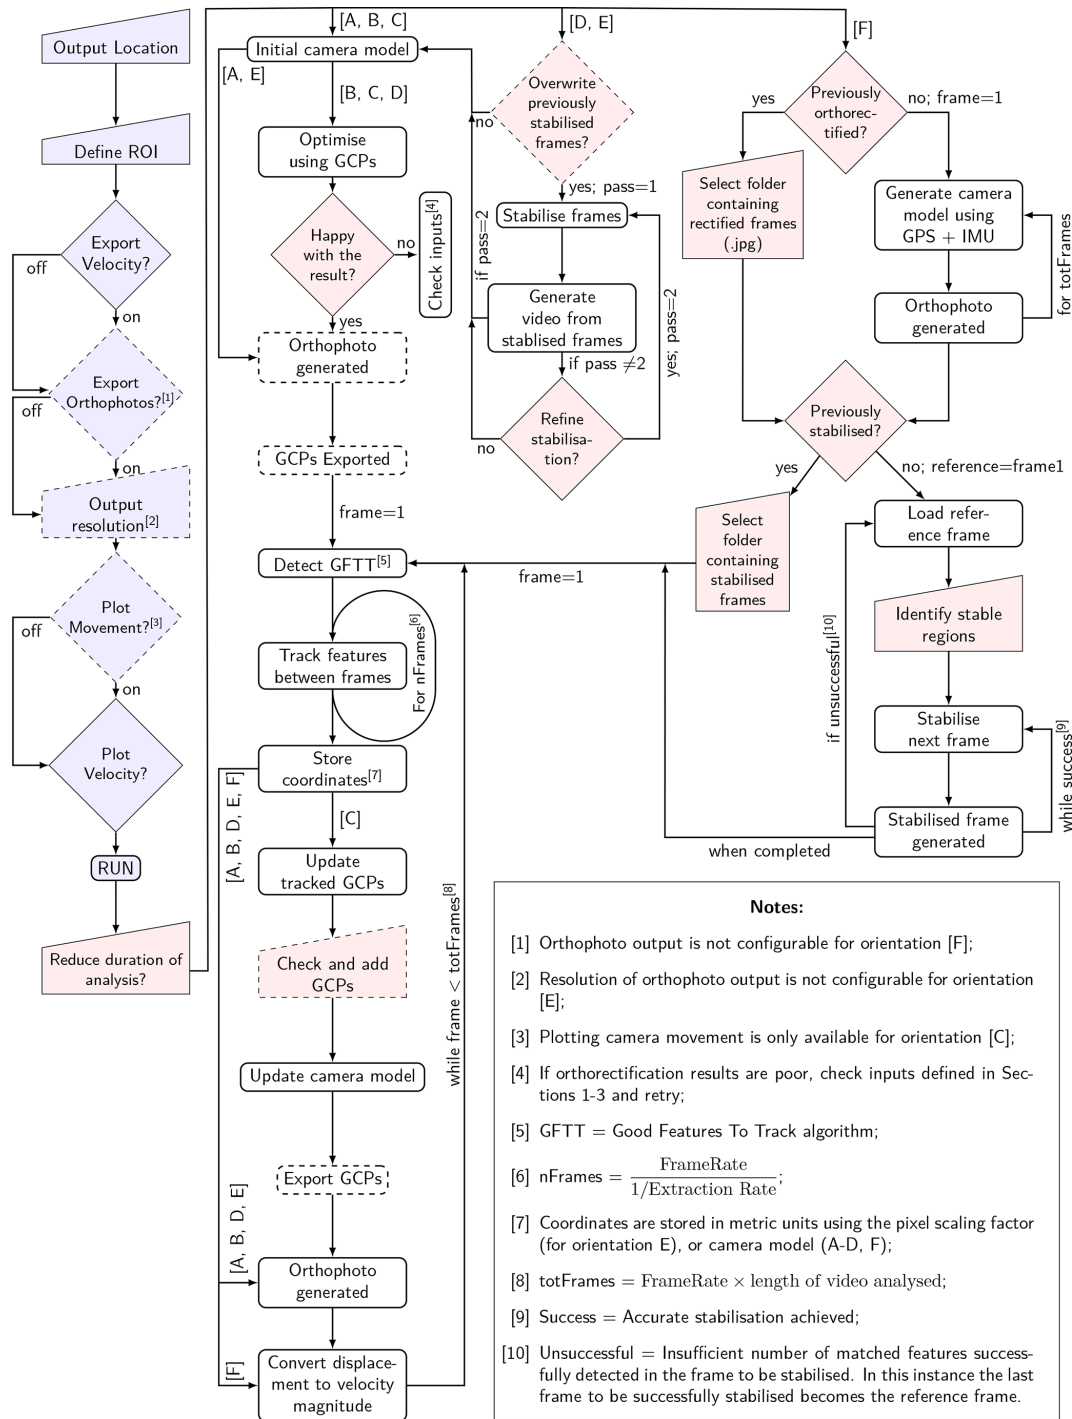 Output Location
Define ROI
Export
Velocity?
off
on
Export
Orthophotos?[1]
off
on
Output
resolution[2]
Plot
Movement?[3]
off
on
Plot
Velocity?
RUN
Reduce duration of
analysis?
[A, B, C]
Initial camera model
[A, E]
[B, C, D]
Optimise
using GCPs
Happy
with the
result?
no
Check inputs[4]
yes
Orthophoto
generated
GCPs Exported
frame=1
Detect GFTT[5]
For nFrames[6]
Track features
between frames
Store
coordinates[7]
[A, B, D, E, F]
[C]
Update
tracked GCPs
Check and add
GCPs
Update camera model
Export GCPs
[A, B, D, E]
Orthophoto
generated
[F]
Convert displace-
ment to velocity
magnitude
while frame < totFrames[8]
[D, E]
Overwrite
previously
stabilised
frames?
no
yes; pass=1
Stabilise frames
if pass=2
Generate
video from
stablised frames
if pass ≠2
yes; pass=2
Refine
stabilisa-
tion?
no
[F]
Previously
orthorec-
tified?
yes
no; frame=1
Select folder
containing
rectified frames
(.jpg)
Generate camera
model using
GPS + IMU
for totFrames
Orthophoto
generated
Previously
stabilised?
yes
no; reference=frame1
Select
folder
containing
stabilised
frames
frame=1
Load refer-
ence frame
Identify stable
regions
if unsuccessful[10]
Stabilise
next frame
while success[9]
Stabilised frame
generated
when completed
Notes:
[1] Orthophoto output is not configurable for orientation [F];
[2] Resolution of orthophoto output is not configurable for orientation
[E];
[3] Plotting camera movement is only available for orientation [C];
[4] If orthorectification results are poor, check inputs defined in Sec-
tions 1-3 and retry;
[5] GFTT = Good Features To Track algorithm;
[6] nFrames = FrameRate / 1/Extraction Rate;
[7] Coordinates are stored in metric units using the pixel scaling factor
(for orientation E), or camera model (A-D, F);
[8] totFrames = FrameRate × length of video analysed;
[9] Success = Accurate stabilisation achieved;
[10] Unsuccessful = Insufficient number of matched features success-
fully detected in the frame to be stabilised. In this instance the last
frame to be successfully stabilised becomes the reference frame.